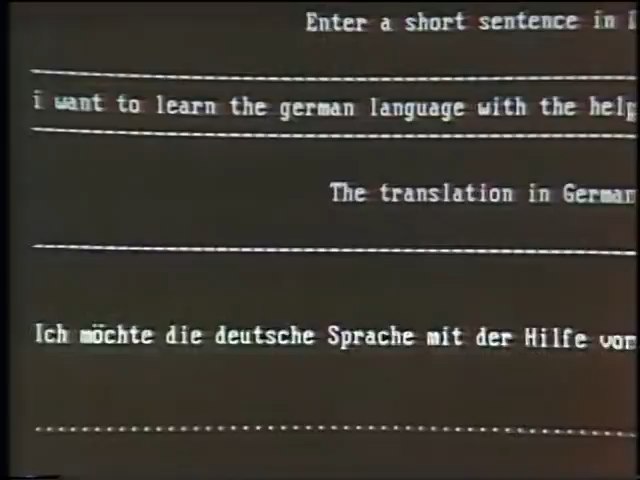 Enter a short sentence in
i want to learn the german language with the help
The translation in German
Ich möchte die deutsche Sprache mit der Hilfe von